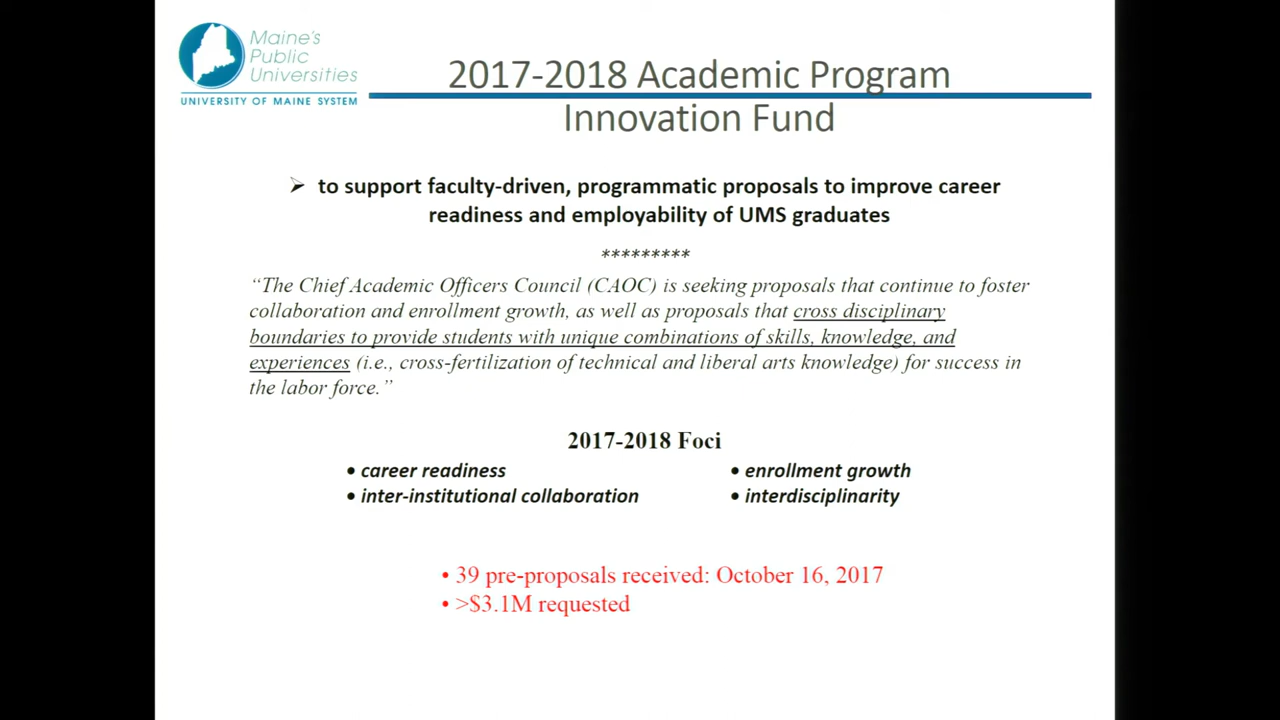 Maine's
Public
Universities
UNIVERSITY OF MAINE SYSTEM
2017-2018 Academic Program
Innovation Fund
➢ to support faculty-driven, programmatic proposals to improve career
readiness and employability of UMS graduates
*********
“The Chief Academic Officers Council (CAOC) is seeking proposals that continue to foster
collaboration and enrollment growth, as well as proposals that cross disciplinary
boundaries to provide students with unique combinations of skills, knowledge, and
experiences (i.e., cross-fertilization of technical and liberal arts knowledge) for success in
the labor force.”
2017-2018 Foci
• career readiness
• inter-institutional collaboration
• enrollment growth
• interdisciplinarity
• 39 pre-proposals received: October 16, 2017
• >$3.1M requested